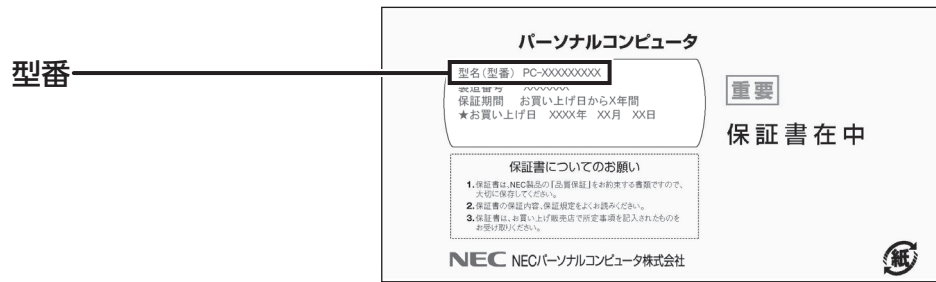 型番
パーソナルコンピュータ
型名(型番) PC-XXXXXXXXX
製造番号 XXXXXXX
保証期間 お買い上げ日からX年間
★お買い上げ日 XXXX年 XX月 XX日
重要
保証書在中
保証書についてのお願い
1.保証書は、NEC製品の「品質保証」をお約束する書類ですので、
大切に保存してください。
2.保証書の保証内容、保証規定をよくお読みください。
3.保証書は、お買い上げ販売店で所定事項を記入されたものを
お受け取りください。
NEC NECパーソナルコンピュータ株式会社
紙